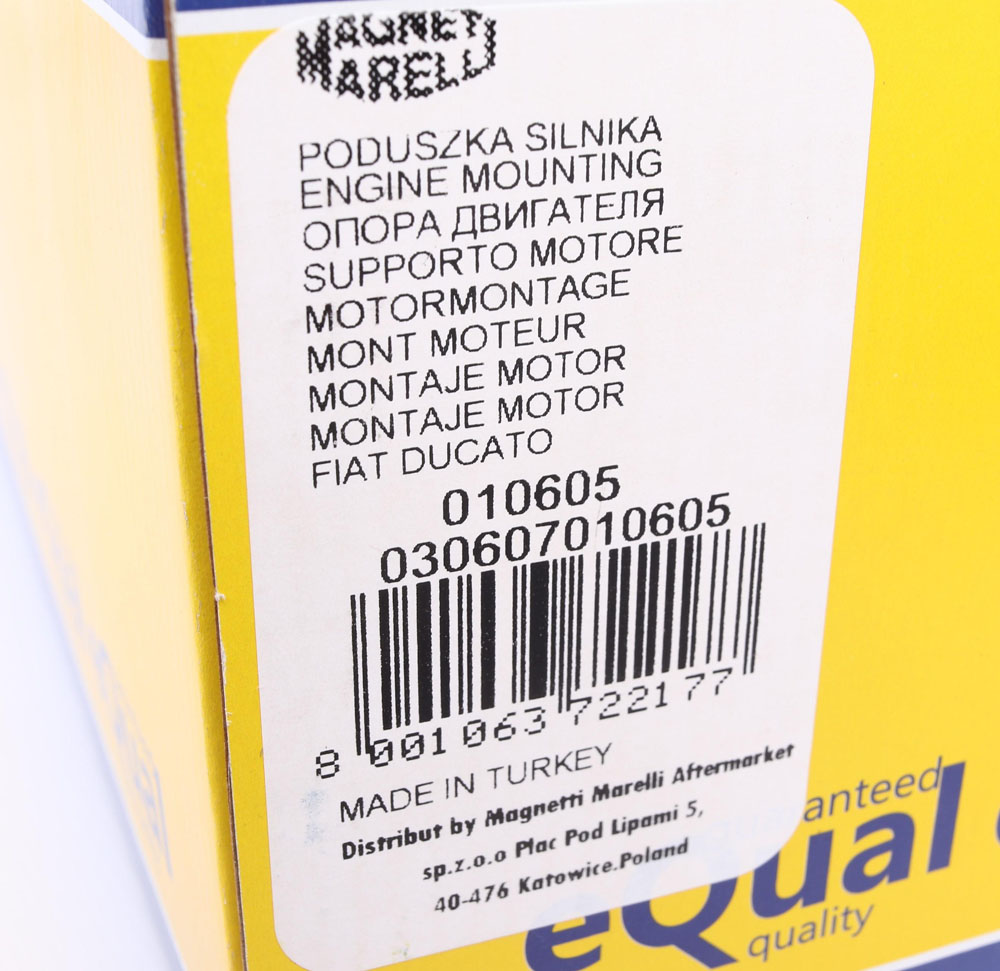 MAGNETI
MARELLI
PODUSZKA SILNIKA
ENGINE MOUNTING
ОПОРА ДВИГАТЕЛЯ
SUPPORTO MOTORE
MOTORMONTAGE
MONT MOTEUR
MONTAJE MOTOR
MONTAJE MOTOR
FIAT DUCATO
010605
030607010605
8 001063 722177
MADE IN TURKEY
Distribut by Magnetti Marelli Aftermarket
sp.z.o.o Plac Pod Lipami 5,
40-476 Katowice.Poland
guaranteed
eQual
quality